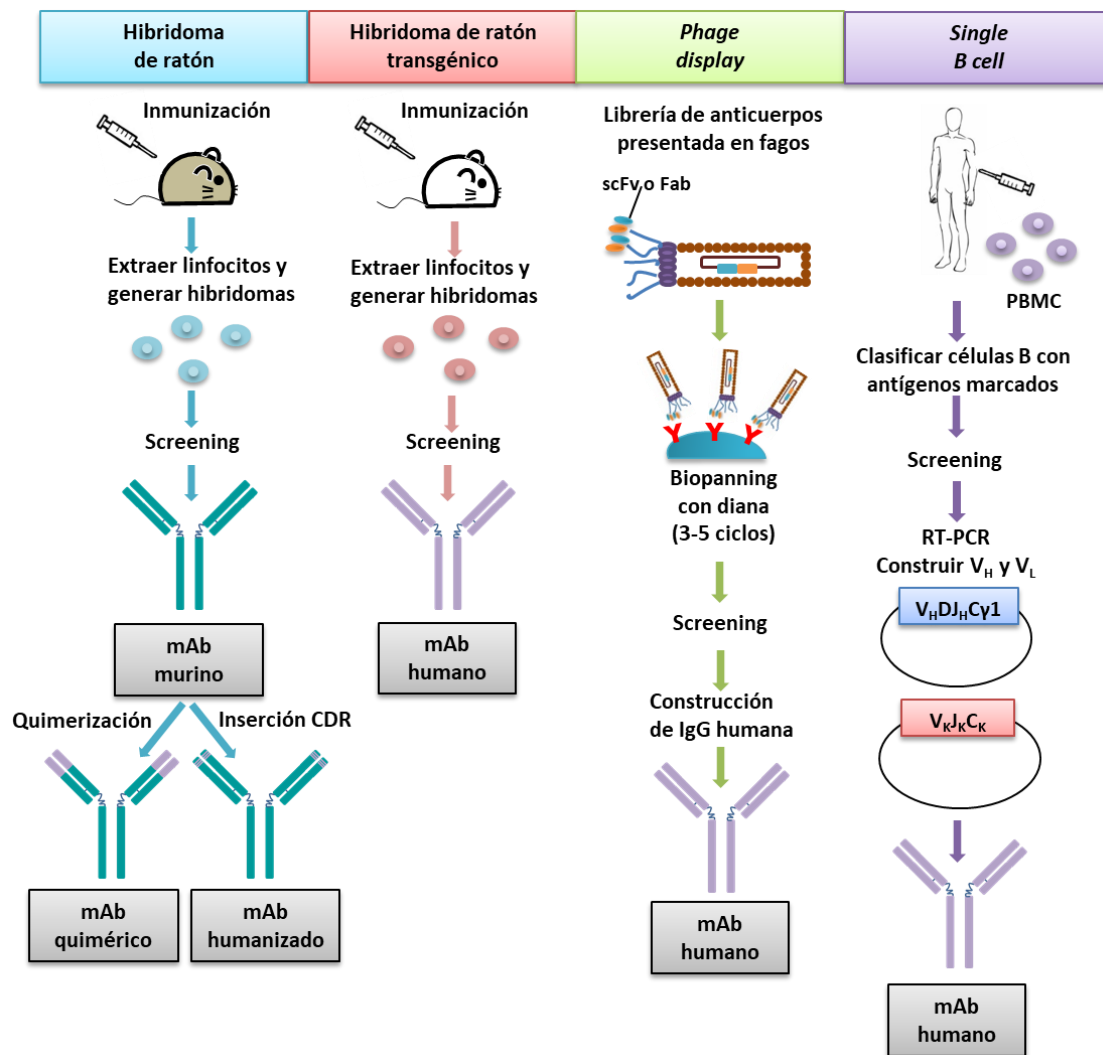 Hibridoma
de ratón
Inmunización
Extraer linfocitos y
generar hibridomas
Screening
mAb
murino
Quimerización
Inserción CDR
mAb
quimérico
mAb
humanizado
Hibridoma de ratón
transgénico
Inmunización
Extraer linfocitos y
generar hibridomas
Screening
mAb
humano
Phage
display
Librería de anticuerpos
presentada en fagos
scFv o Fab
Biopanning
con diana
(3-5 ciclos)
Screening
Construcción
de IgG humana
mAb
humano
Single
B cell
PBMC
Clasificar células B con
antígenos marcados
Screening
RT-PCR
Construir VH y VL
VHDJHCγ1
VKJKCK
mAb
humano